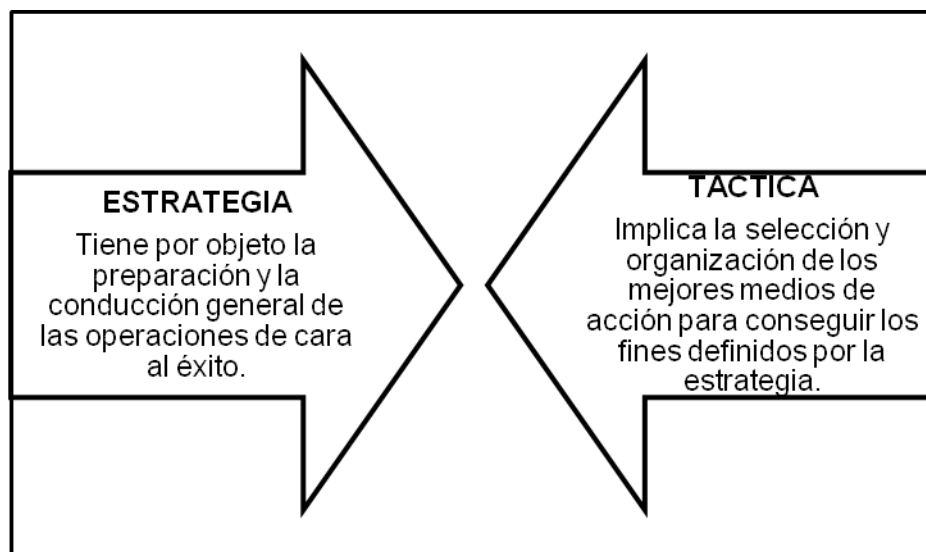 ESTRATEGIA
Tiene por objeto la
preparación y la
conducción general de
las operaciones de cara
al éxito.
TACTICA
Implica la selección y
organización de los
mejores medios de
acción para conseguir los
fines definidos por la
estrategia.